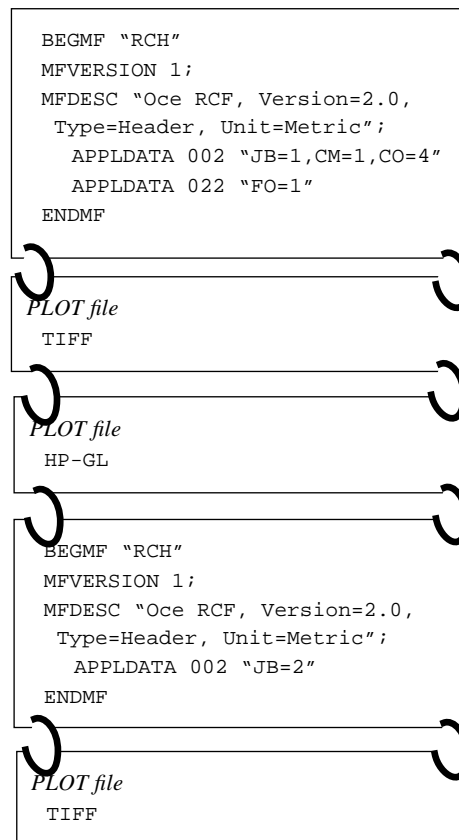 BEGMF “RCH”
MFVERSION 1;
MFDESC “Oce RCF, Version=2.0,
Type=Header, Unit=Metric”;
APPLDATA 002 “JB=1,CM=1,CO=4”
APPLDATA 022 “FO=1”
ENDMF
PLOT file
TIFF
PLOT file
HP-GL
BEGMF “RCH”
MFVERSION 1;
MFDESC “Oce RCF, Version=2.0,
Type=Header, Unit=Metric”;
APPLDATA 002 “JB=2”
ENDMF
PLOT file
TIFF